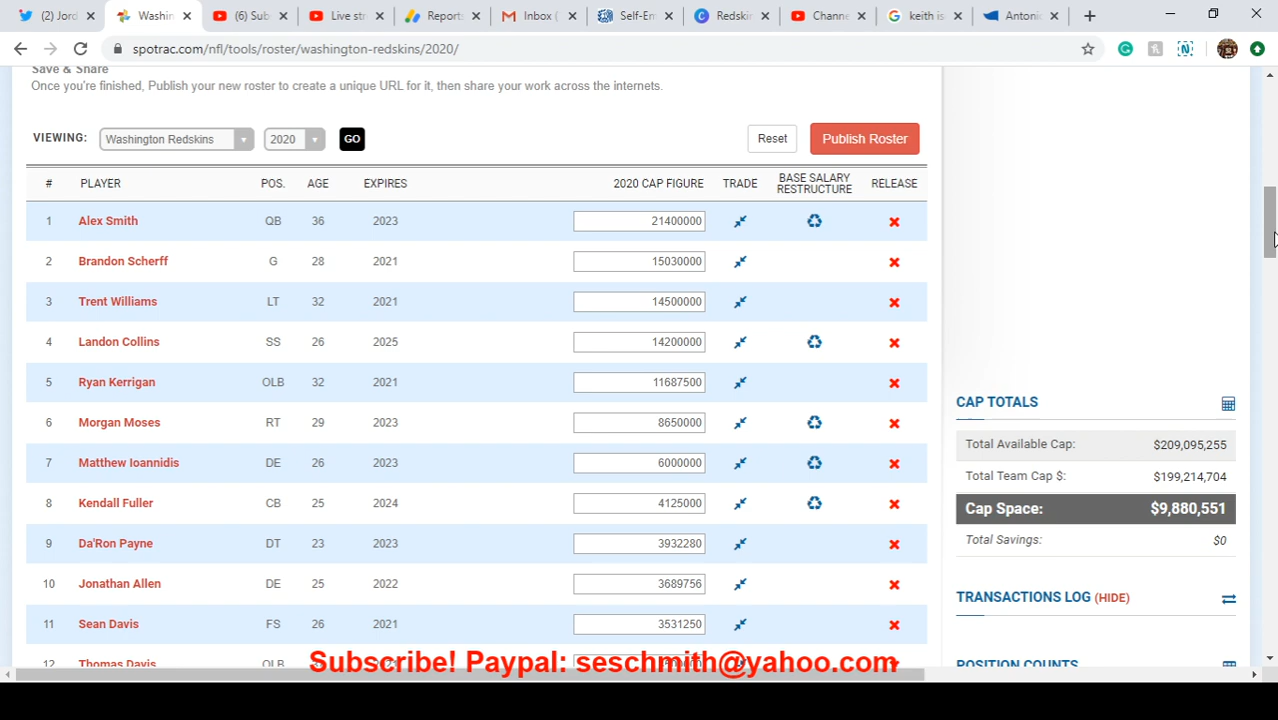 (2) Jord
Washin
(6) Sub
Live str
Report:
Inbox (
Self-Em
Redskin
Channe
keith is
Antonic
spotrac.com/nfl/tools/roster/washington-redskins/2020/
Save & Share
Once you're finished, Publish your new roster to create a unique URL for it, then share your work across the internets.
VIEWING: Washington Redskins 2020 GO Reset Publish Roster
# PLAYER POS. AGE EXPIRES 2020 CAP FIGURE TRADE BASE SALARY RESTRUCTURE RELEASE
1 Alex Smith QB 36 2023 21400000
2 Brandon Scherff G 28 2021 15030000
3 Trent Williams LT 32 2021 14500000
4 Landon Collins SS 26 2025 14200000
5 Ryan Kerrigan OLB 32 2021 11687500
6 Morgan Moses RT 29 2023 8650000
7 Matthew Ioannidis DE 26 2023 6000000
8 Kendall Fuller CB 25 2024 4125000
9 Da'Ron Payne DT 23 2023 3932280
10 Jonathan Allen DE 25 2022 3689756
11 Sean Davis FS 26 2021 3531250
12 Thomas Davis OLB
CAP TOTALS
Total Available Cap: $209,095,255
Total Team Cap $: $199,214,704
Cap Space: $9,880,551
Total Savings: $0
TRANSACTIONS LOG (HIDE)
POSITION COUNTS
Subscribe! Paypal: seschmith@yahoo.com